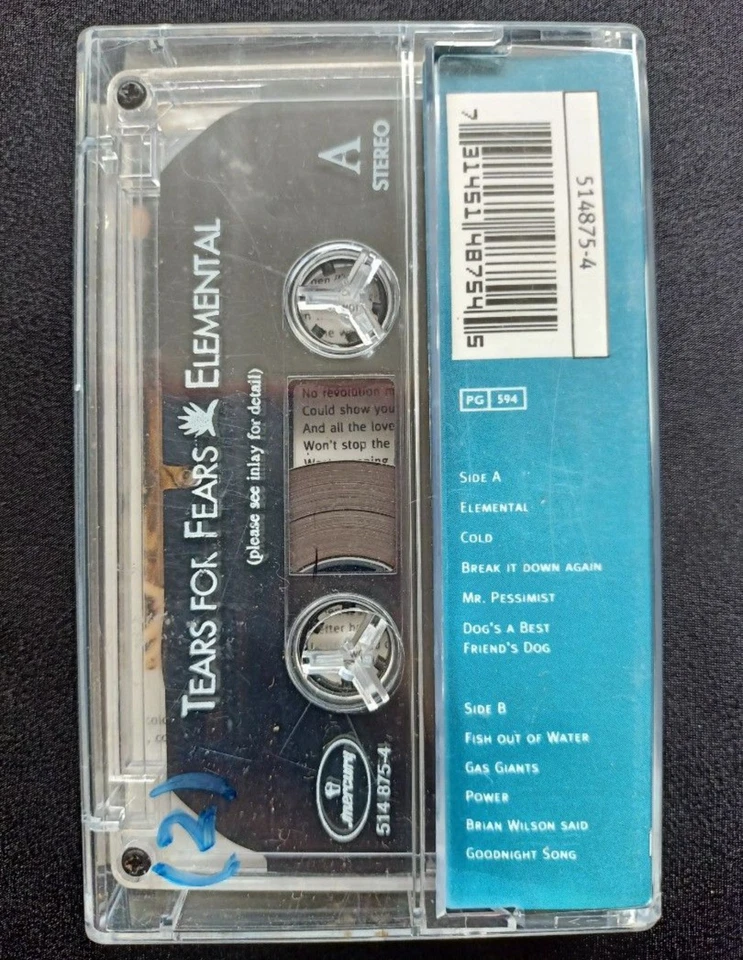 A
STEREO
TEARS FOR FEARS ELEMENTAL
(please see inlay for detail)
No revolution
Could show you
And all the love
Won't stop the
mercury
514 875-4
(2)
514875-4
7 31451 48754 5
PG 594
SIDE A
ELEMENTAL
COLD
BREAK IT DOWN AGAIN
MR. PESSIMIST
DOG'S A BEST
FRIEND'S DOG
SIDE B
FISH OUT OF WATER
GAS GIANTS
POWER
BRIAN WILSON SAID
GOODNIGHT SONG